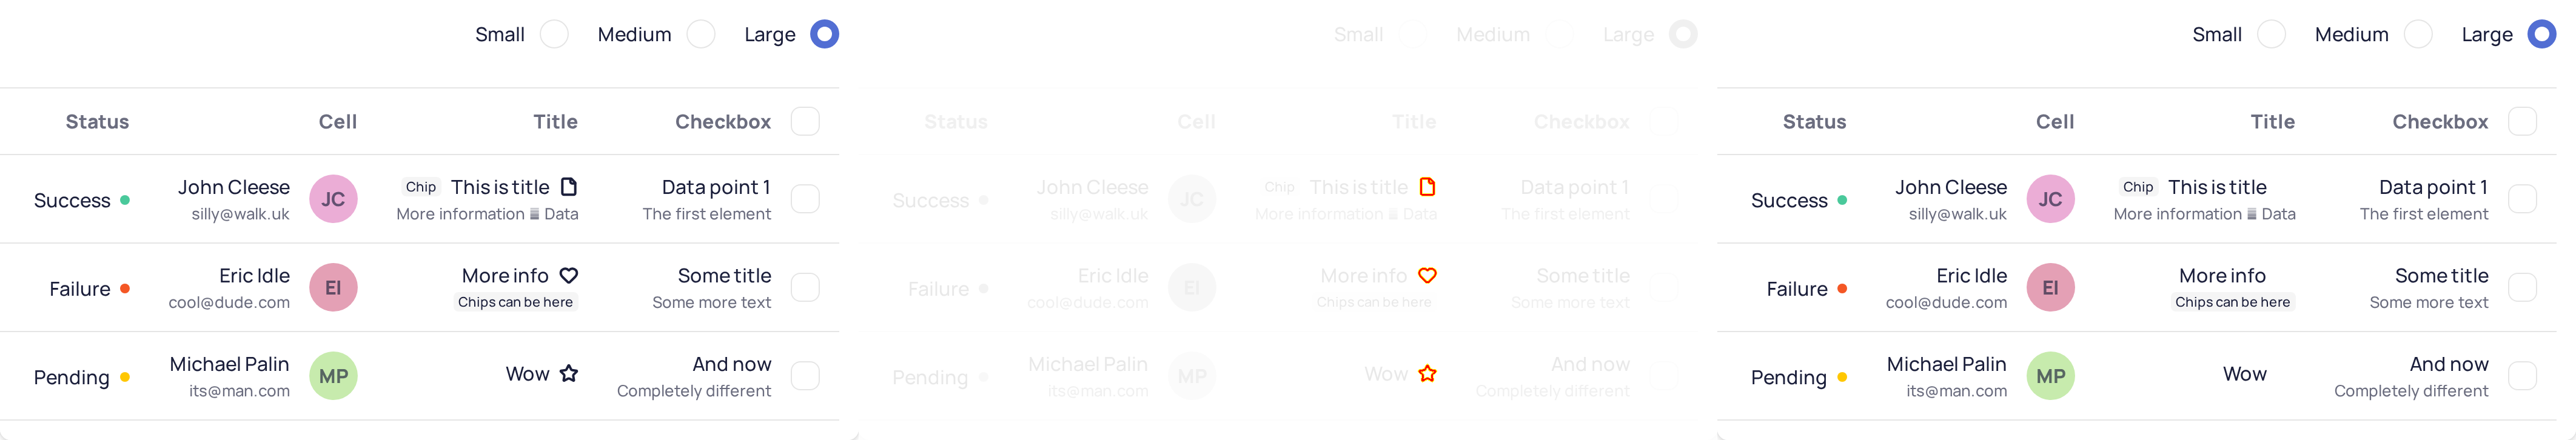 Small Medium Large
Status Cell Title Checkbox
Success John Cleese JC Chip This is title Data point 1
silly@walk.uk More information Data The first element
Failure Eric Idle EI More info Some title
cool@dude.com Chips can be here Some more text
Pending Michael Palin MP Wow And now
its@man.com Completely different
Small Medium Large
Status Cell Title Checkbox
Success John Cleese JC Chip This is title Data point 1
silly@walk.uk More information Data The first element
Failure Eric Idle EI More info Some title
cool@dude.com Chips can be here Some more text
Pending Michael Palin MP Wow And now
its@man.com Completely different
Small Medium Large
Status Cell Title Checkbox
Success John Cleese JC Chip This is title Data point 1
silly@walk.uk More information Data The first element
Failure Eric Idle EI More info Some title
cool@dude.com Chips can be here Some more text
Pending Michael Palin MP Wow And now
its@man.com Completely different